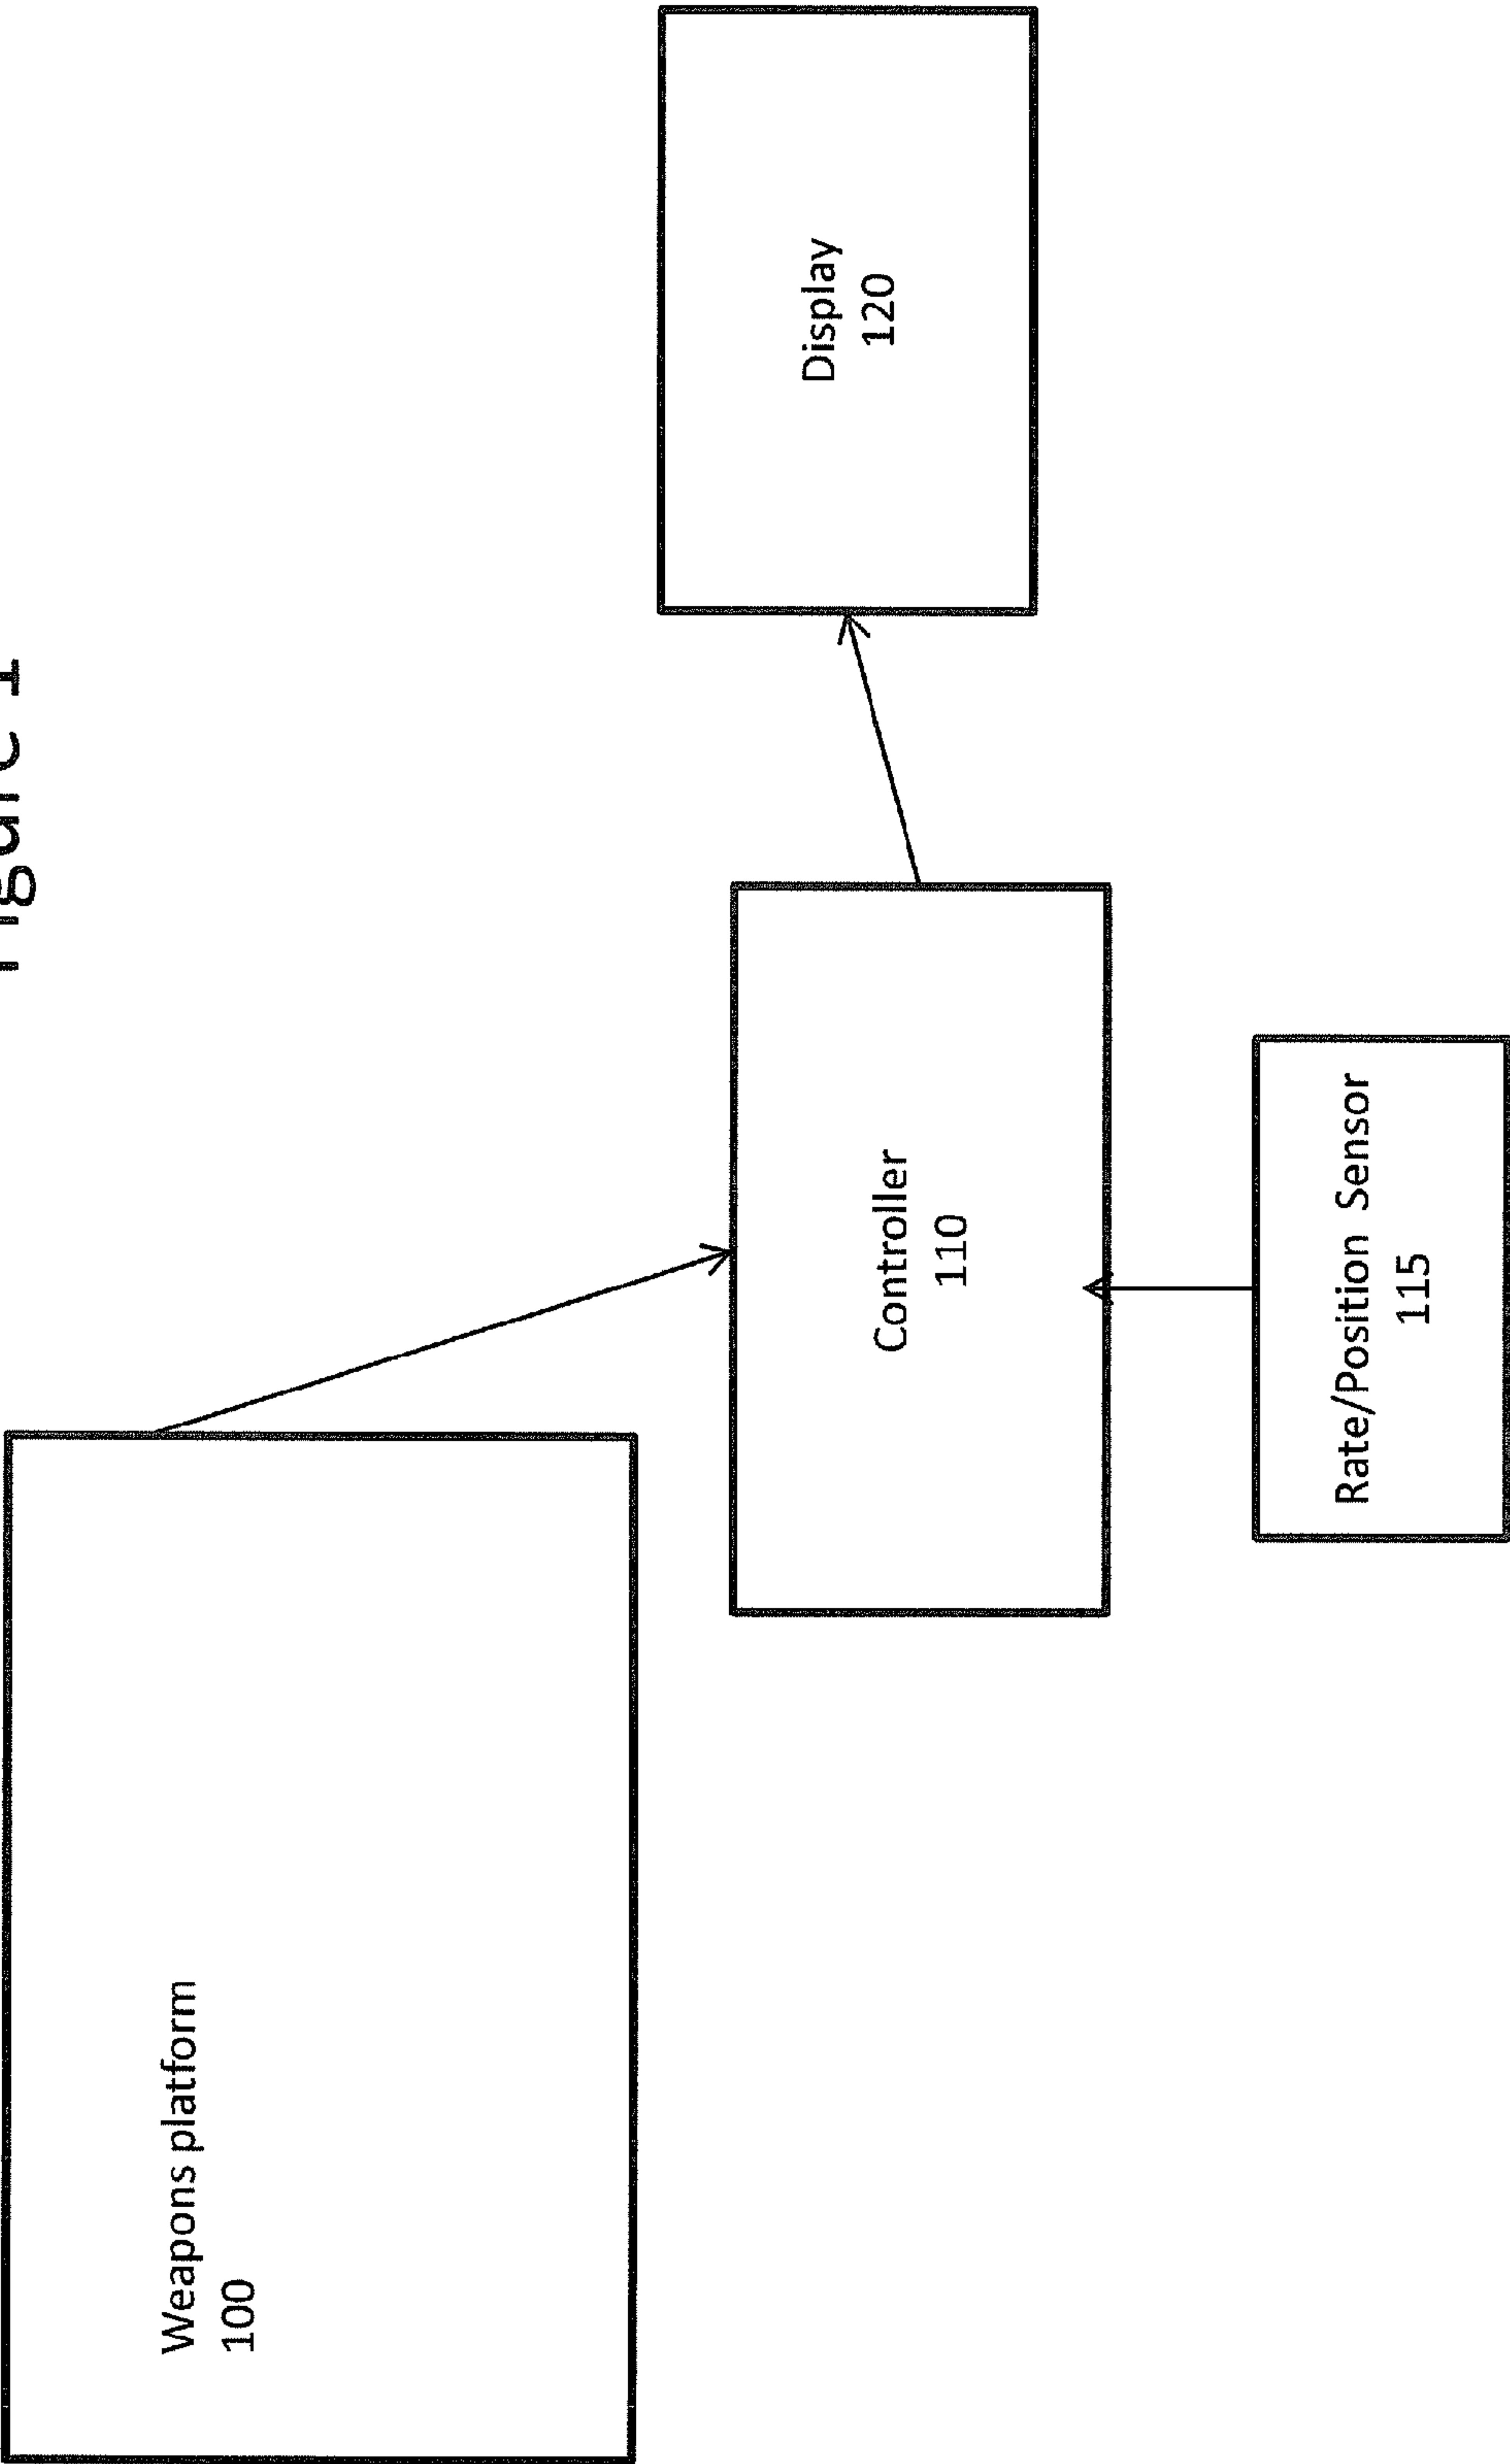 Figure 1
Weapons platform
100
Controller
110
Display
120
Rate/Position Sensor
115